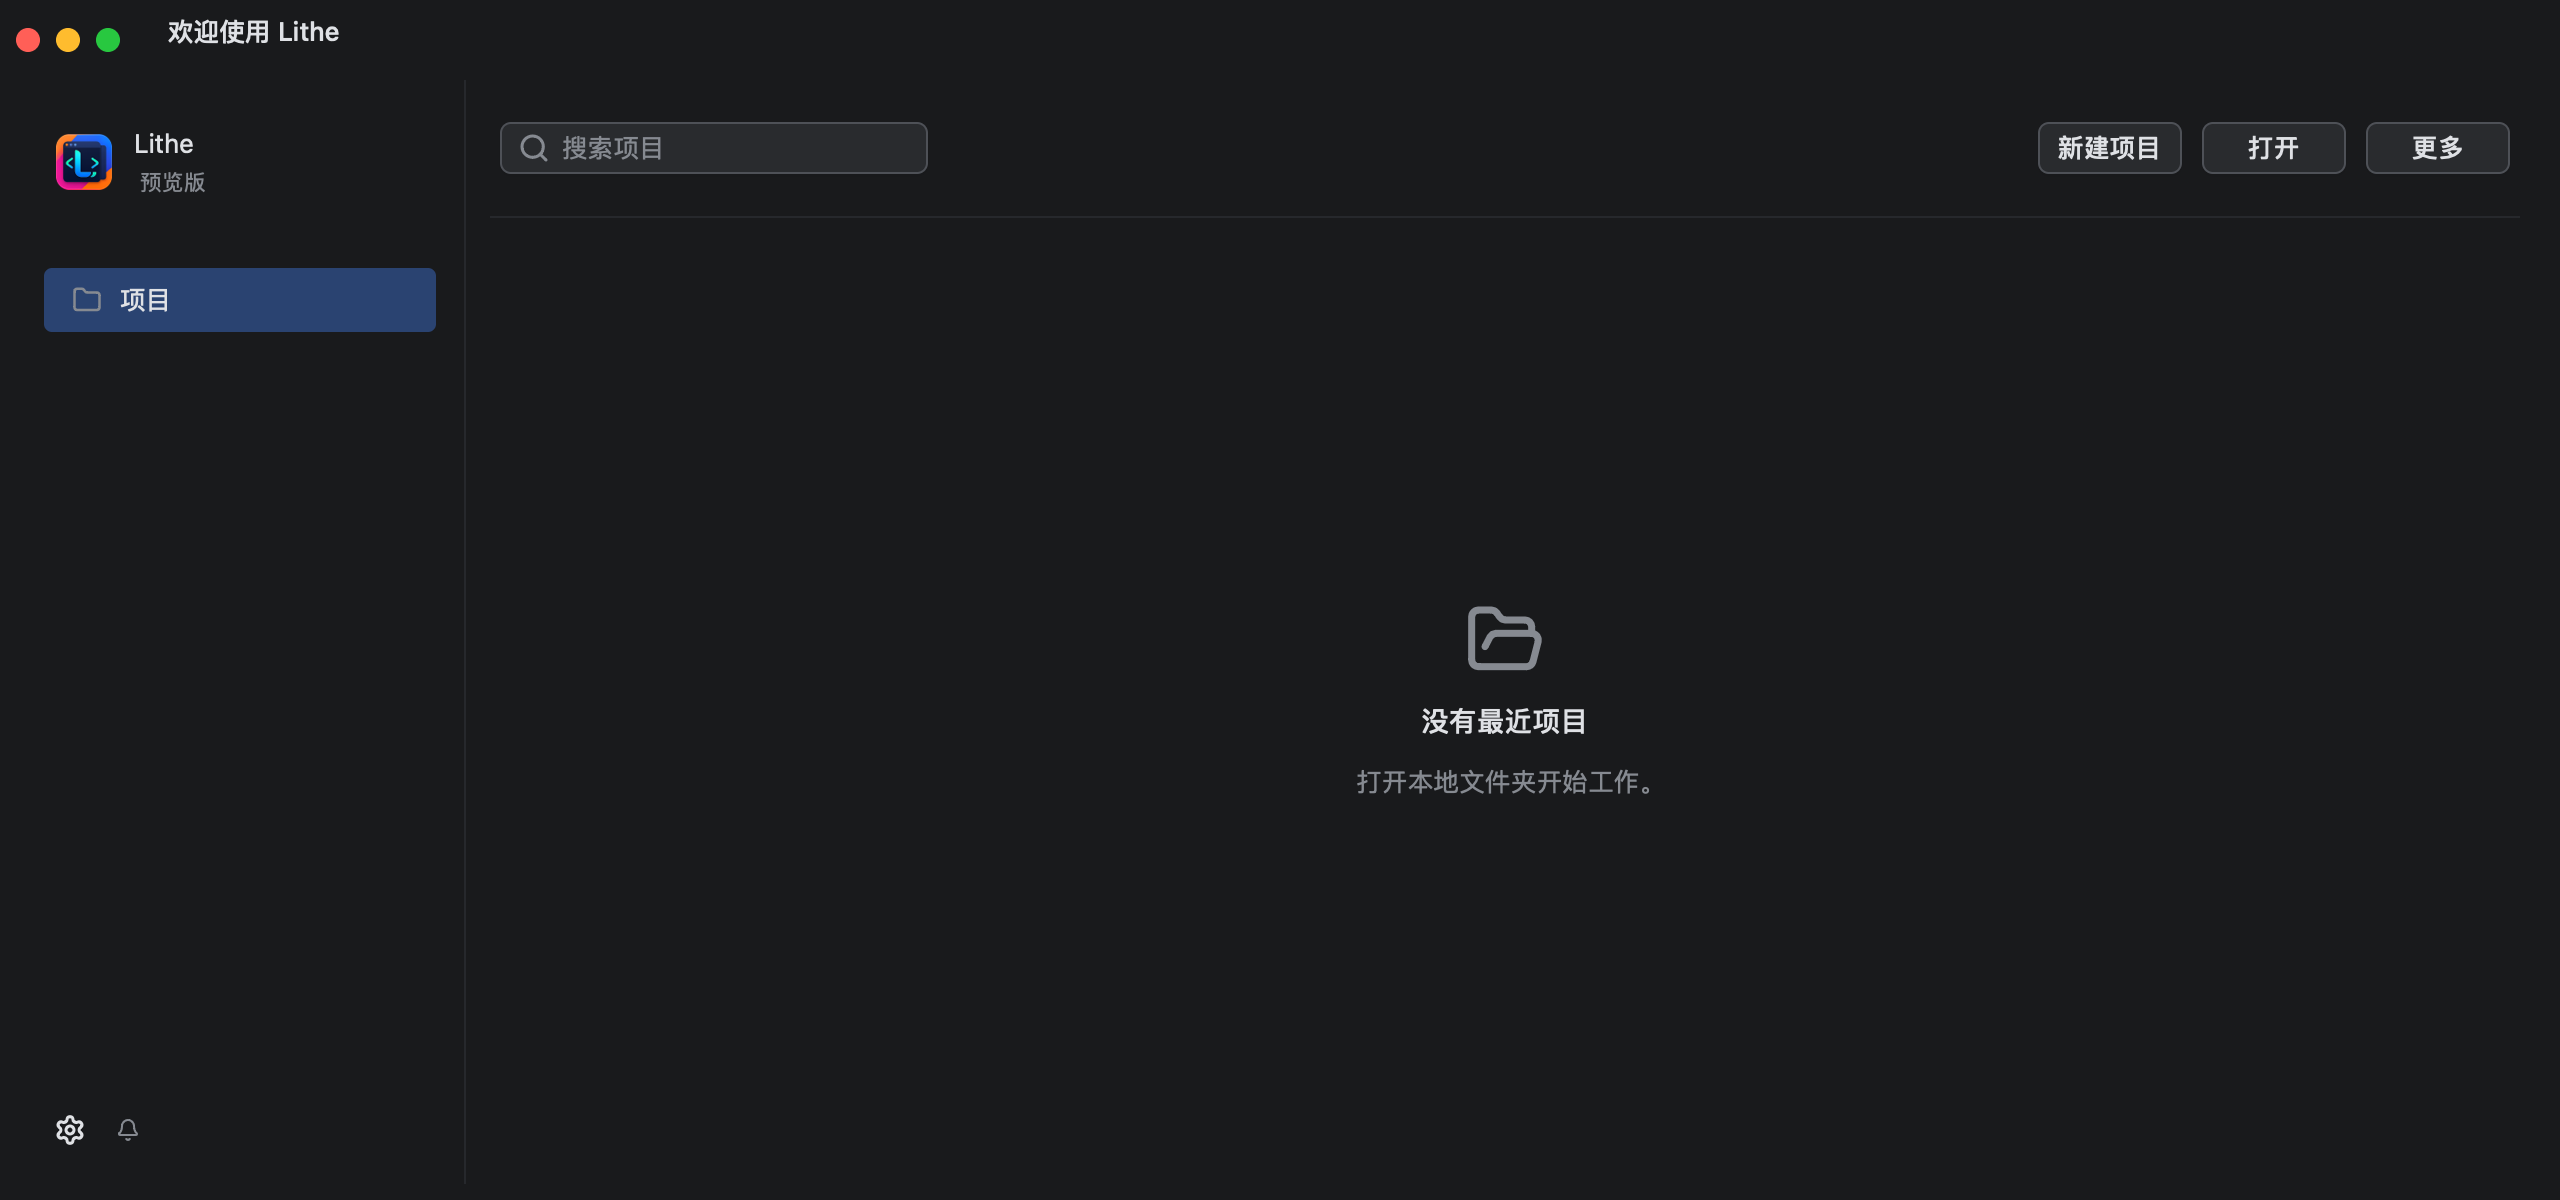 欢迎使用 Lithe
Lithe
预览版
项目
搜索项目
新建项目
打开
更多
没有最近项目
打开本地文件夹开始工作。